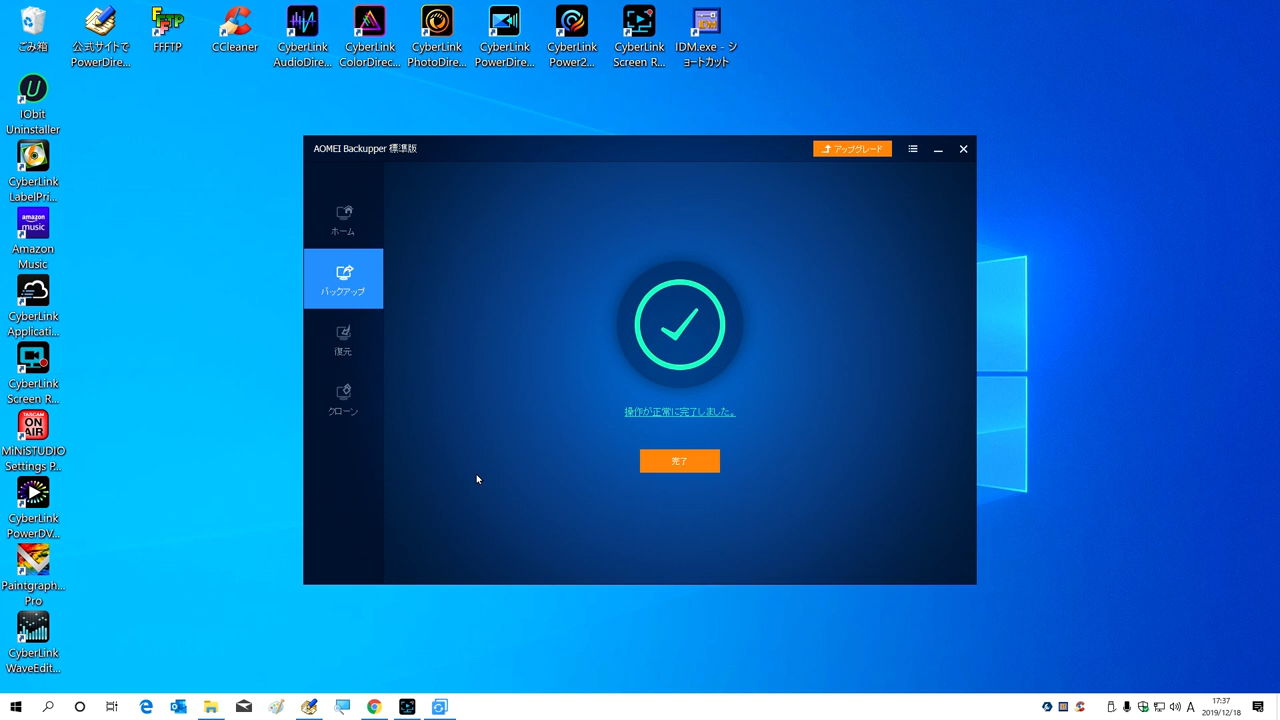 ごみ箱
公式サイトで
PowerDire...
FFFTP
CCleaner
CyberLink
AudioDire...
CyberLink
ColorDirec...
CyberLink
PhotoDire...
CyberLink
PowerDire...
CyberLink
Power2...
CyberLink
Screen R...
IDM.exe - シ
ョートカット
IObit
Uninstaller
CyberLink
LabelPri...
amazon
music
Amazon
Music
CyberLink
Applicati...
CyberLink
Screen R...
TASCAM
ON
AIR
MiNiSTUDIO
Settings P...
CyberLink
PowerDV...
Paintgraph...
Pro
CyberLink
WaveEdit...
AOMEI Backupper 標準版
アップグレード
ホーム
バックアップ
復元
クローン
操作が正常に完了しました。
完了
A
17:37
2019/12/18